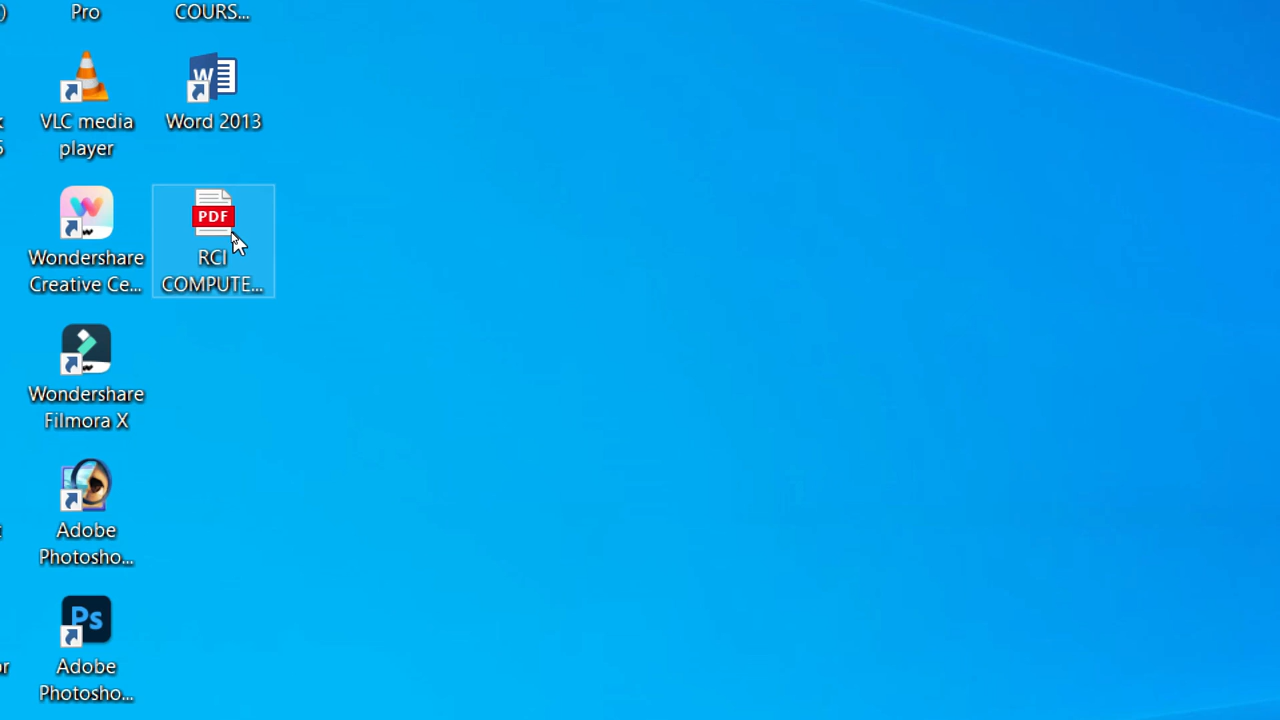 Pro
COURS...
VLC media
player
Word 2013
PDF
RCI
COMPUTE...
Wondershare
Creative Ce...
Wondershare
Filmora X
Adobe
Photosho...
Ps
Adobe
Photosho...